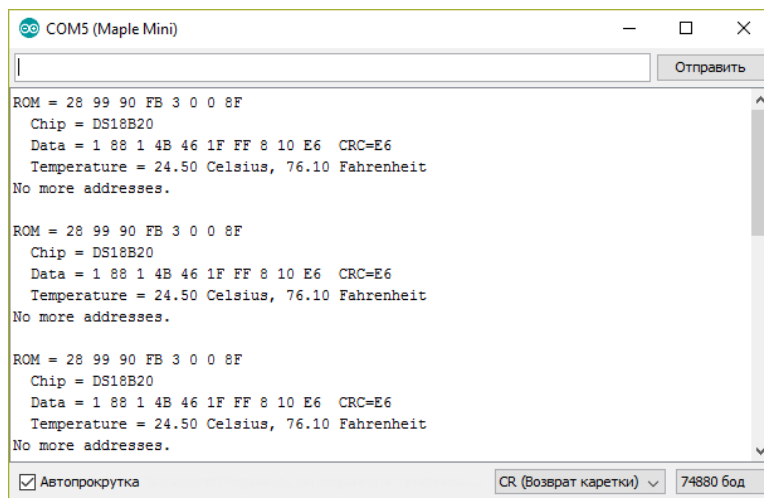 COM5 (Maple Mini)
Отправить
ROM = 28 99 90 FB 3 0 0 8F
  Chip = DS18B20
  Data = 1 88 1 4B 46 1F FF 8 10 E6  CRC=E6
  Temperature = 24.50 Celsius, 76.10 Fahrenheit
No more addresses.

ROM = 28 99 90 FB 3 0 0 8F
  Chip = DS18B20
  Data = 1 88 1 4B 46 1F FF 8 10 E6  CRC=E6
  Temperature = 24.50 Celsius, 76.10 Fahrenheit
No more addresses.

ROM = 28 99 90 FB 3 0 0 8F
  Chip = DS18B20
  Data = 1 88 1 4B 46 1F FF 8 10 E6  CRC=E6
  Temperature = 24.50 Celsius, 76.10 Fahrenheit
No more addresses.
Автопрокрутка
CR (Возврат каретки)
74880 бод